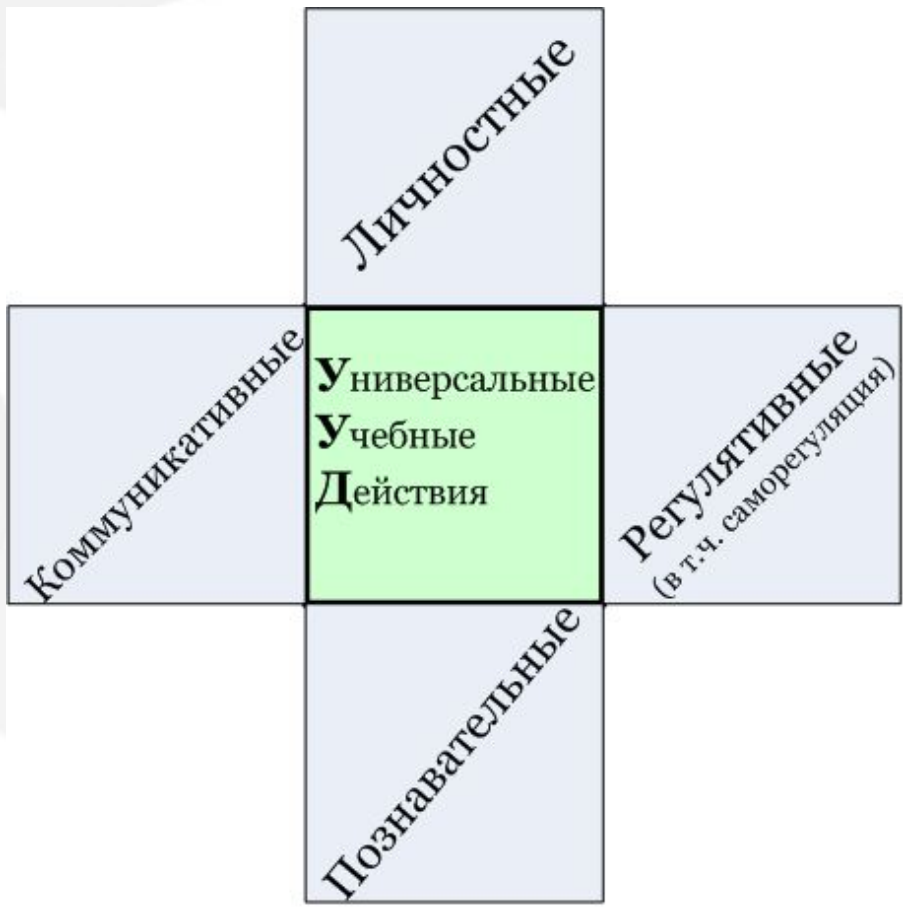 Личностные
Коммуникативные
Универсальные
Учебные
Действия
Регулятивные
(в т.ч. саморегуляция)
Познавательные